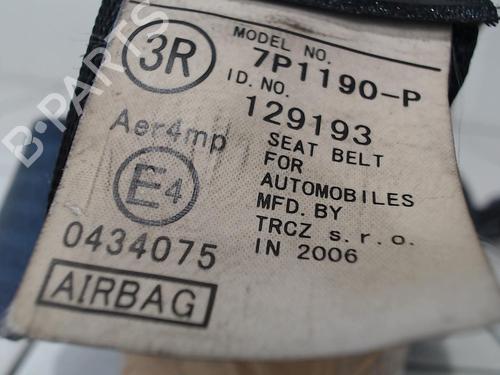 3R
MODEL NO.
7P1190-P
I D. NO.
129193
Aer4mp
E4
0434075
AIRBAG
SEAT BELT
FOR
AUTOMOBILES
MFD. BY
TRCZ s.r.o.
IN 2006
B-PARTS